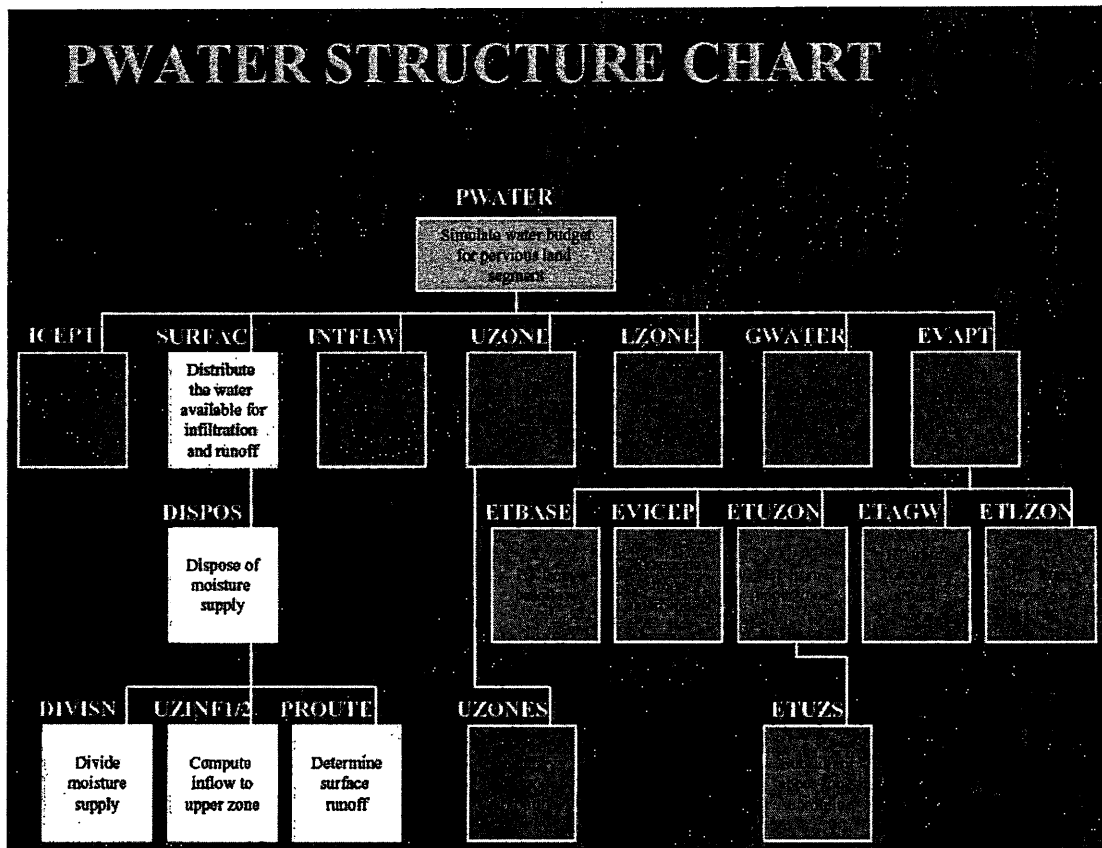 PWATER STRUCTURE CHART
PWATER
Simulate water budget
for pervious land
segment
ICEPT SURFAC INTFLW UZONE LZONE GWATER EVAPT
Distribute
the water
available for
infiltration
and runoff
DISPOS ETBASE EVICEP ETUZON ETAGW ETLZON
Dispose of
moisture
supply
DIVISN UZINF1/2 PROUTE UZONES ETUZS
Divide
moisture
supply
Compute
inflow to
upper zone
Determine
surface
runoff